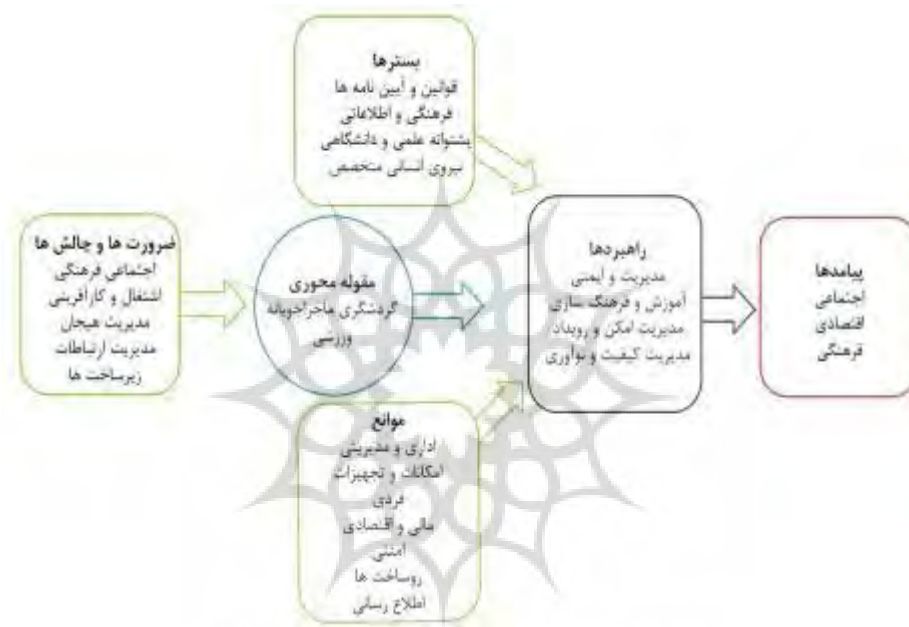 بسترها
قوانین و آیین نامه ها
فرهنگی و اطلاعاتی
پشتوانه علمی و دانشگاهی
نیروی انسانی متخصص
ضرورت ها و چالش ها
اجتماعی فرهنگی
اشتغال و کارآفرینی
مدیریت هیجان
مدیریت ارتباطات
زیرساخت ها
مقوله محوری
گردشگری ماجراجویانه
ورزشی
راهبردها
مدیریت و ایمنی
آموزش و فرهنگ سازی
مدیریت امکن و رویداد
مدیریت کیفیت و نوآوری
پیامدها
اجتماعی
اقتصادی
فرهنگی
موانع
اداری و مدیریتی
امکانات و تجهیزات
فردی
مالی و اقتصادی
امنیتی
روساخت ها
اطلاع رسانی